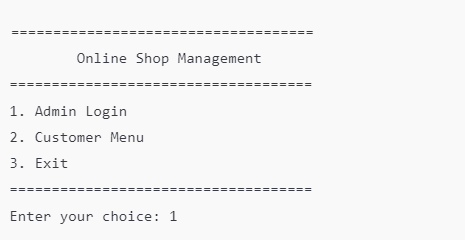 ====================================
        Online Shop Management
====================================
1. Admin Login
2. Customer Menu
3. Exit
====================================
Enter your choice: 1